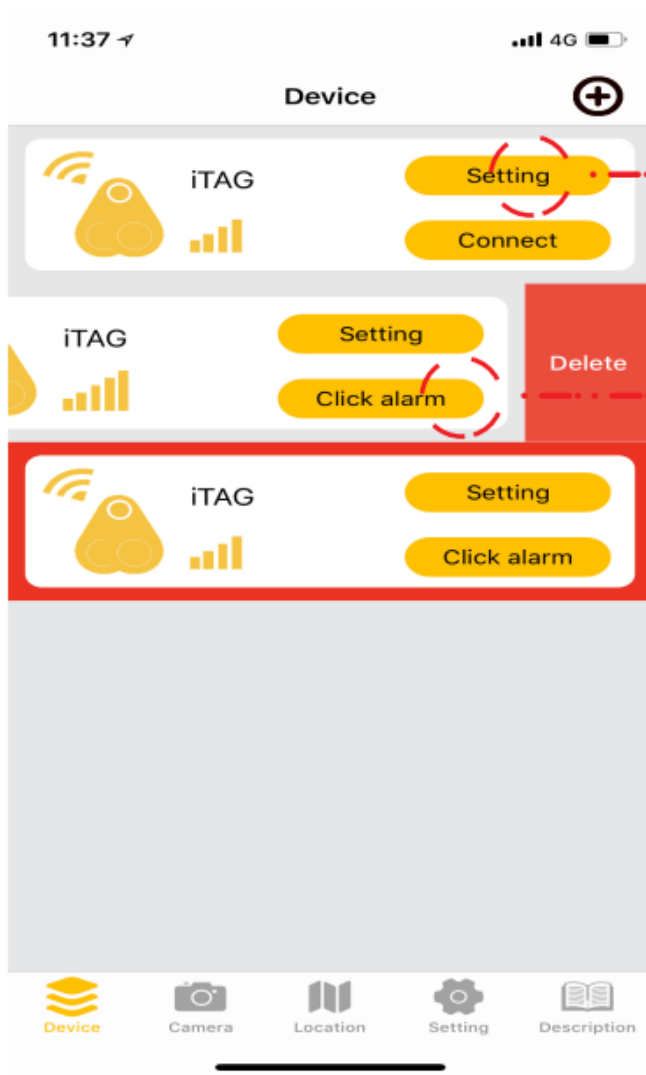 11:37 4G
Device
iTAG Setting
Connect
iTAG Setting
Click alarm
Delete
iTAG Setting
Click alarm
Device Camera Location Setting Description